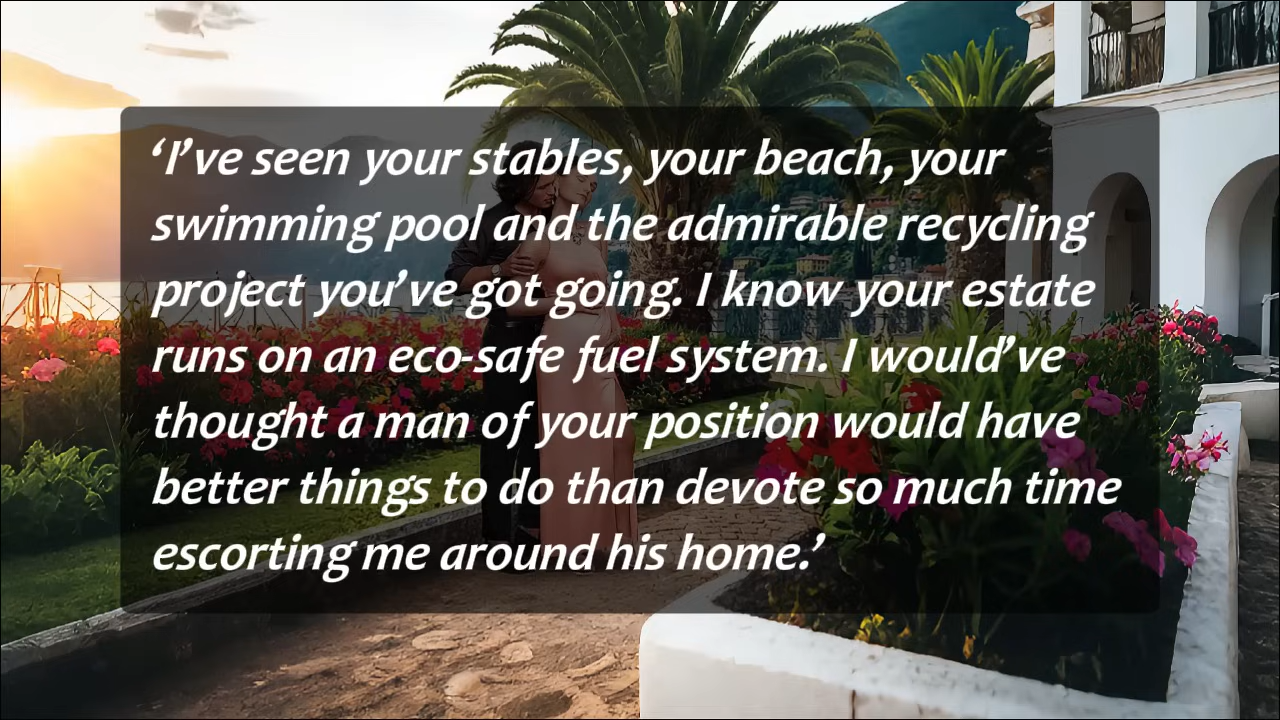 ‘I’ve seen your stables, your beach, your
swimming pool and the admirable recycling
project you’ve got going. I know your estate
runs on an eco-safe fuel system. I would’ve
thought a man of your position would have
better things to do than devote so much time
escorting me around his home.’